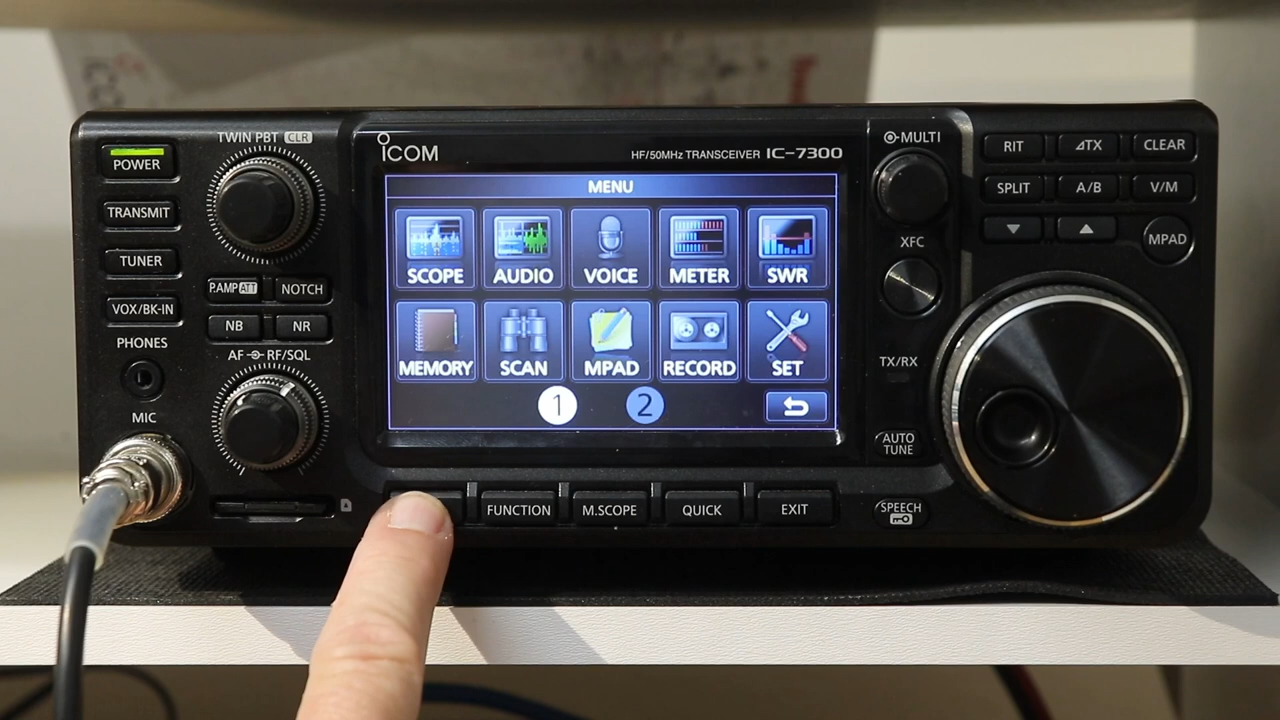 TWIN PBT CLR
POWER
TRANSMIT
TUNER
VOX/BK-IN
PHONES
MIC
P.AMP ATT
NOTCH
NB
NR
AF RF/SQL
ICOM
HF/50MHz TRANSCEIVER IC-7300
MENU
SCOPE
AUDIO
VOICE
METER
SWR
MEMORY
SCAN
MPAD
RECORD
SET
1
2
FUNCTION
M.SCOPE
QUICK
EXIT
MULTI
XFC
TX/RX
AUTO
TUNE
SPEECH
RIT
⊿TX
CLEAR
SPLIT
A/B
V/M
MPAD